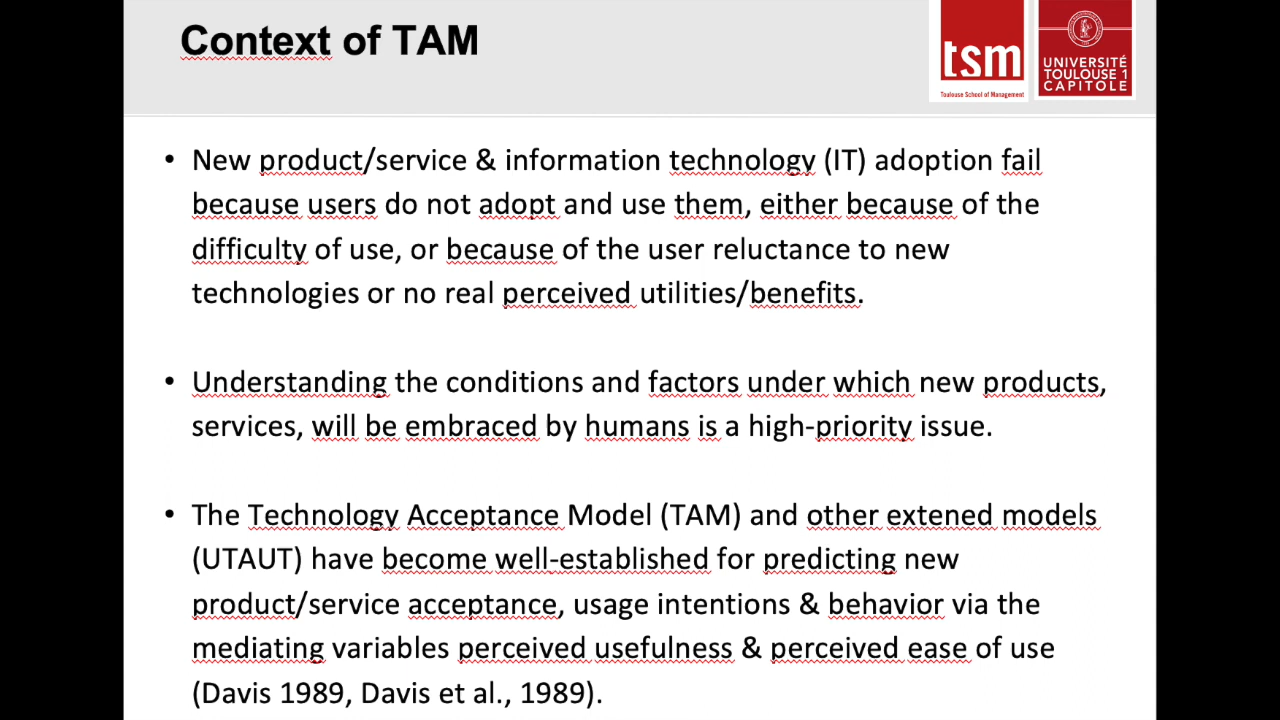 Context of TAM
tsm
Toulouse School of Management
UNIVERSITÉ
TOULOUSE 1
CAPITOLE
• New product/service & information technology (IT) adoption fail
because users do not adopt and use them, either because of the
difficulty of use, or because of the user reluctance to new
technologies or no real perceived utilities/benefits.
• Understanding the conditions and factors under which new products,
services, will be embraced by humans is a high-priority issue.
• The Technology Acceptance Model (TAM) and other extened models
(UTAUT) have become well-established for predicting new
product/service acceptance, usage intentions & behavior via the
mediating variables perceived usefulness & perceived ease of use
(Davis 1989, Davis et al., 1989).